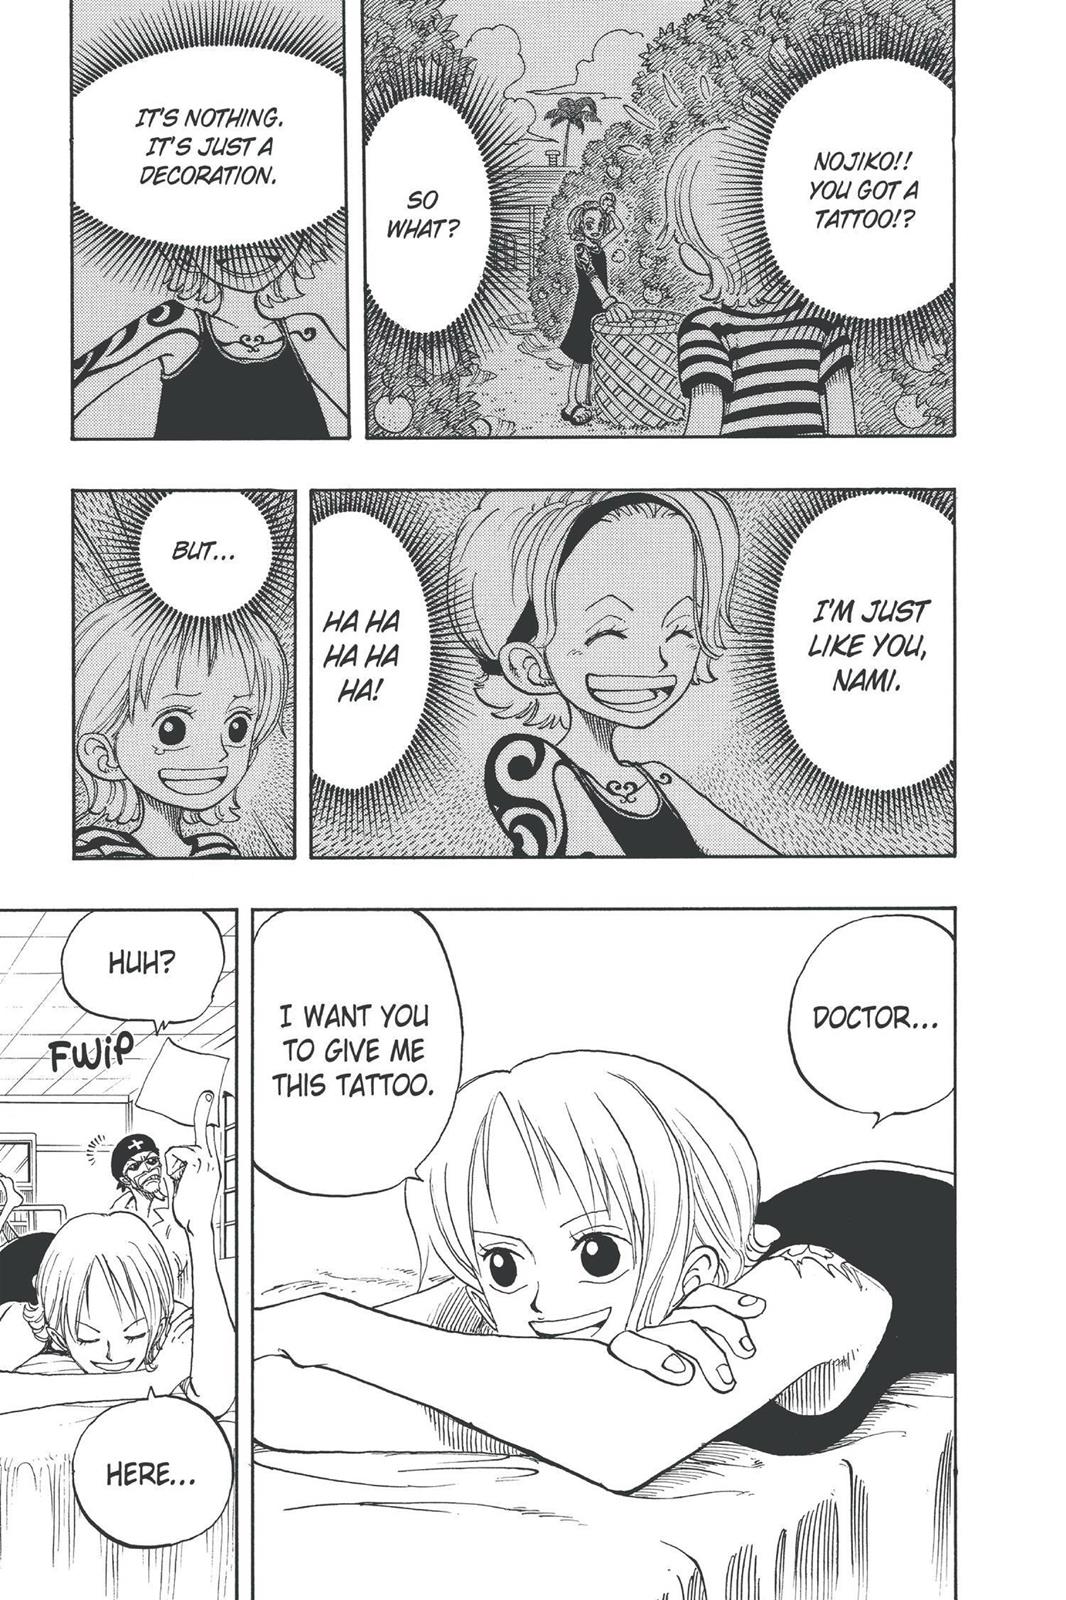 NOJIKO!!
YOU GOT A
TATTOO!?
SO
WHAT?
IT'S NOTHING.
IT'S JUST A
DECORATION.
I'M JUST
LIKE YOU,
NAMI.
HA HA
HA HA
HA!
BUT...
DOCTOR...
I WANT YOU
TO GIVE ME
THIS TATTOO.
HUH?
FWIP
HERE...